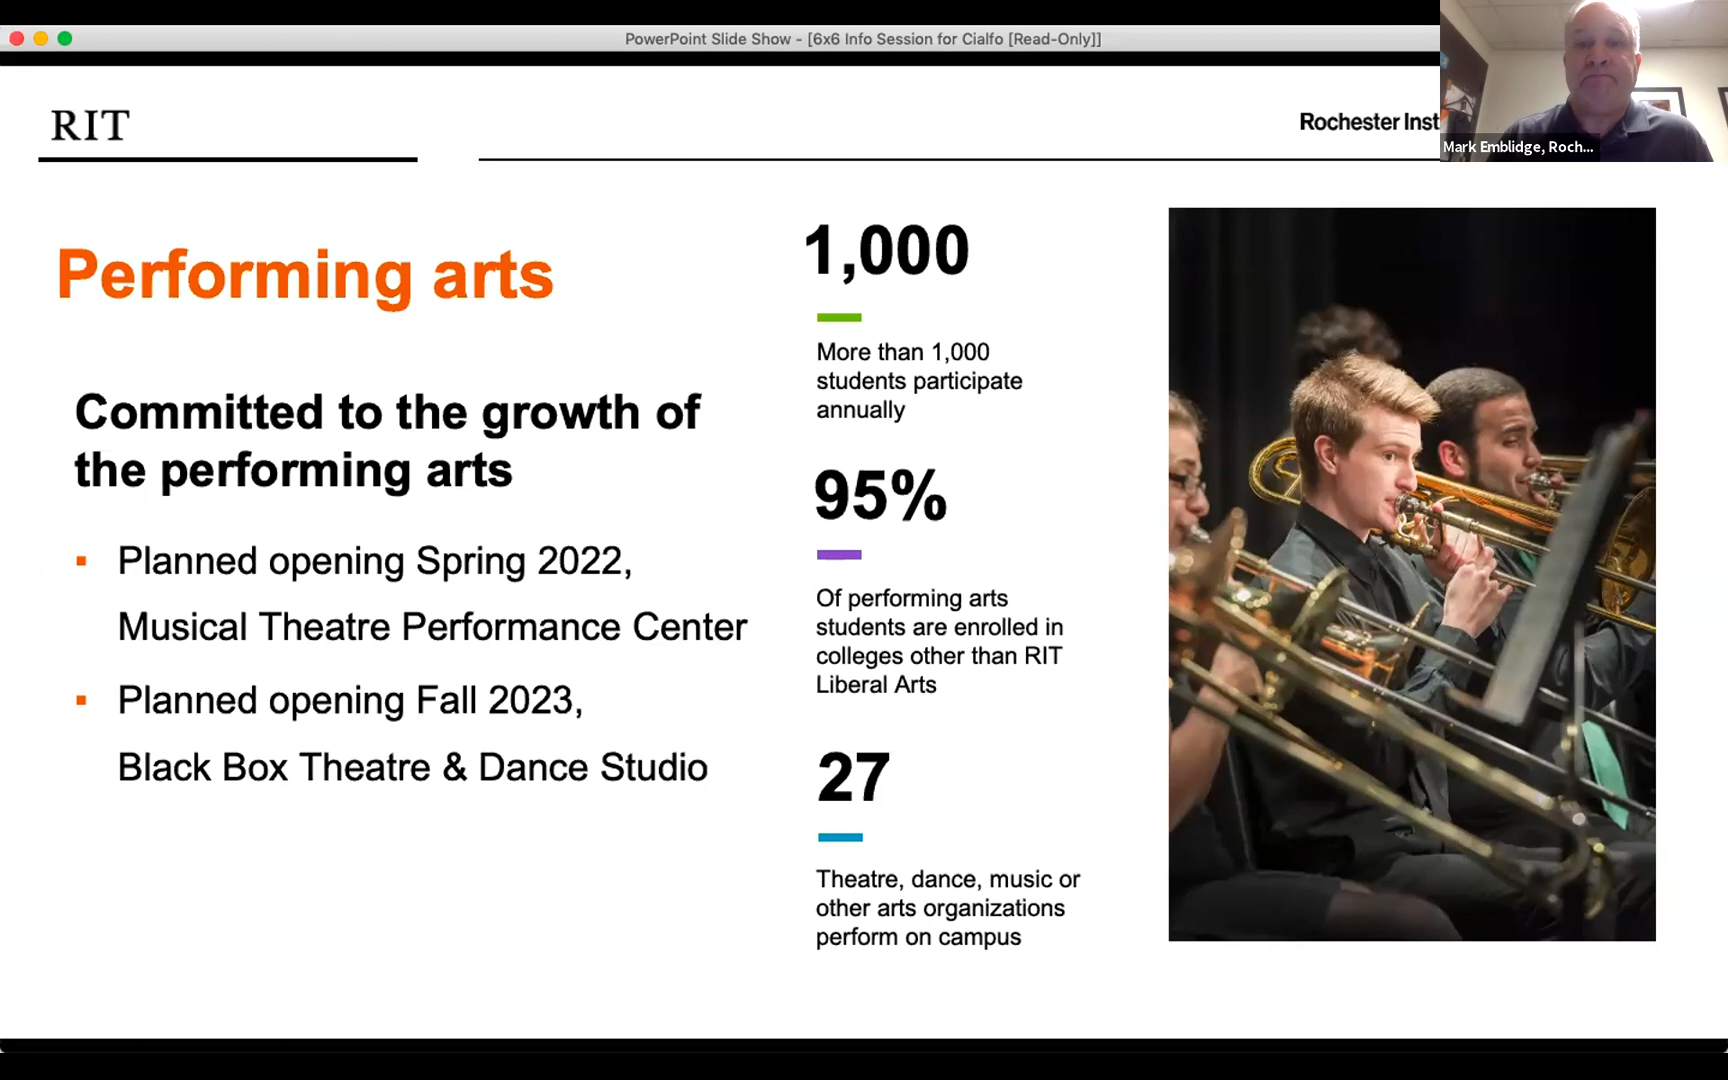 PowerPoint Slide Show - [6x6 Info Session for Cialfo [Read-Only]]
RIT
Rochester Inst
Mark Emblidge, Roch...
Performing arts
Committed to the growth of
the performing arts
▪ Planned opening Spring 2022,
Musical Theatre Performance Center
▪ Planned opening Fall 2023,
Black Box Theatre & Dance Studio
1,000
More than 1,000
students participate
annually
95%
Of performing arts
students are enrolled in
colleges other than RIT
Liberal Arts
27
Theatre, dance, music or
other arts organizations
perform on campus